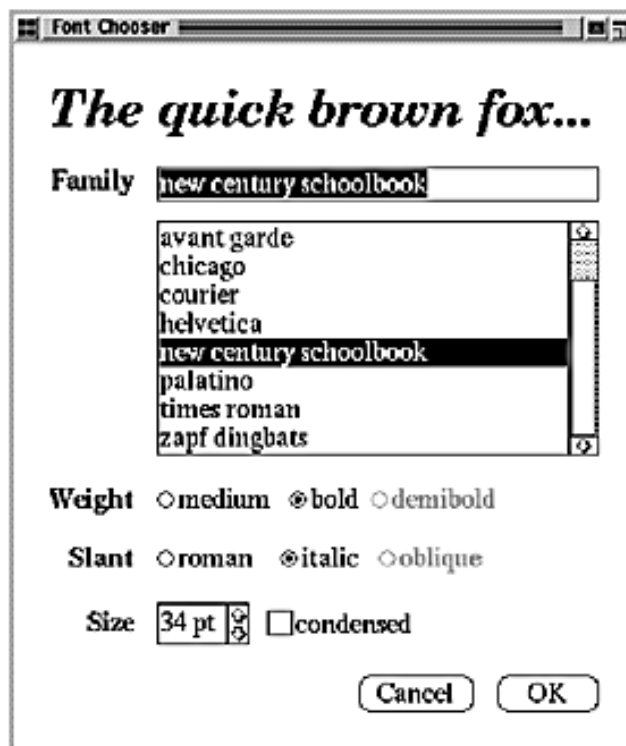 Font Chooser
The quick brown fox...
Family new century schoolbook
avant garde
chicago
courier
helvetica
new century schoolbook
palatino
times roman
zapf dingbats
Weight medium bold demibold
Slant roman italic oblique
Size 34 pt condensed
Cancel OK